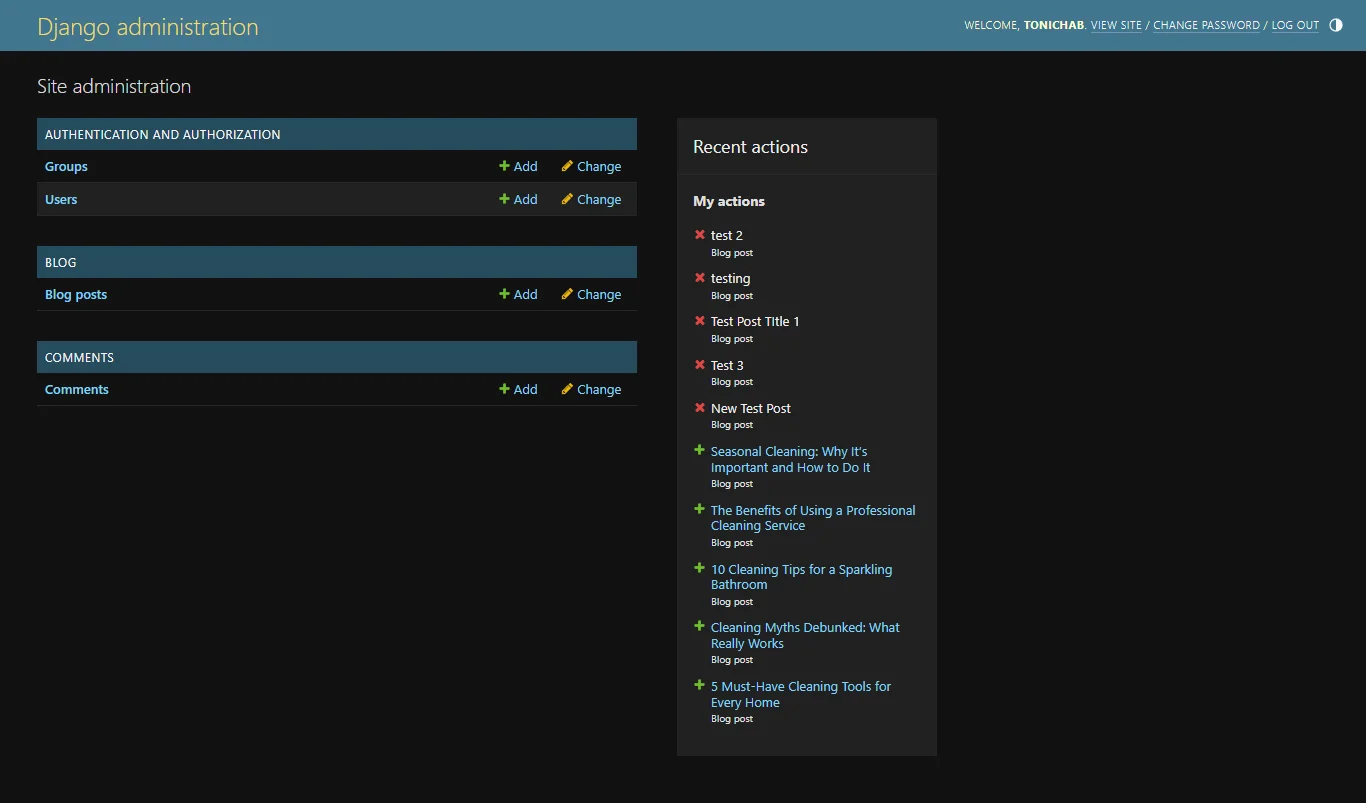 Django administration
WELCOME, TONICHAB. VIEW SITE / CHANGE PASSWORD / LOG OUT
Site administration
AUTHENTICATION AND AUTHORIZATION
Groups Add Change
Users Add Change
BLOG
Blog posts Add Change
COMMENTS
Comments Add Change
Recent actions
My actions
test 2
Blog post
testing
Blog post
Test Post TItle 1
Blog post
Test 3
Blog post
New Test Post
Blog post
Seasonal Cleaning: Why It's
Important and How to Do It
Blog post
The Benefits of Using a Professional
Cleaning Service
Blog post
10 Cleaning Tips for a Sparkling
Bathroom
Blog post
Cleaning Myths Debunked: What
Really Works
Blog post
5 Must-Have Cleaning Tools for
Every Home
Blog post